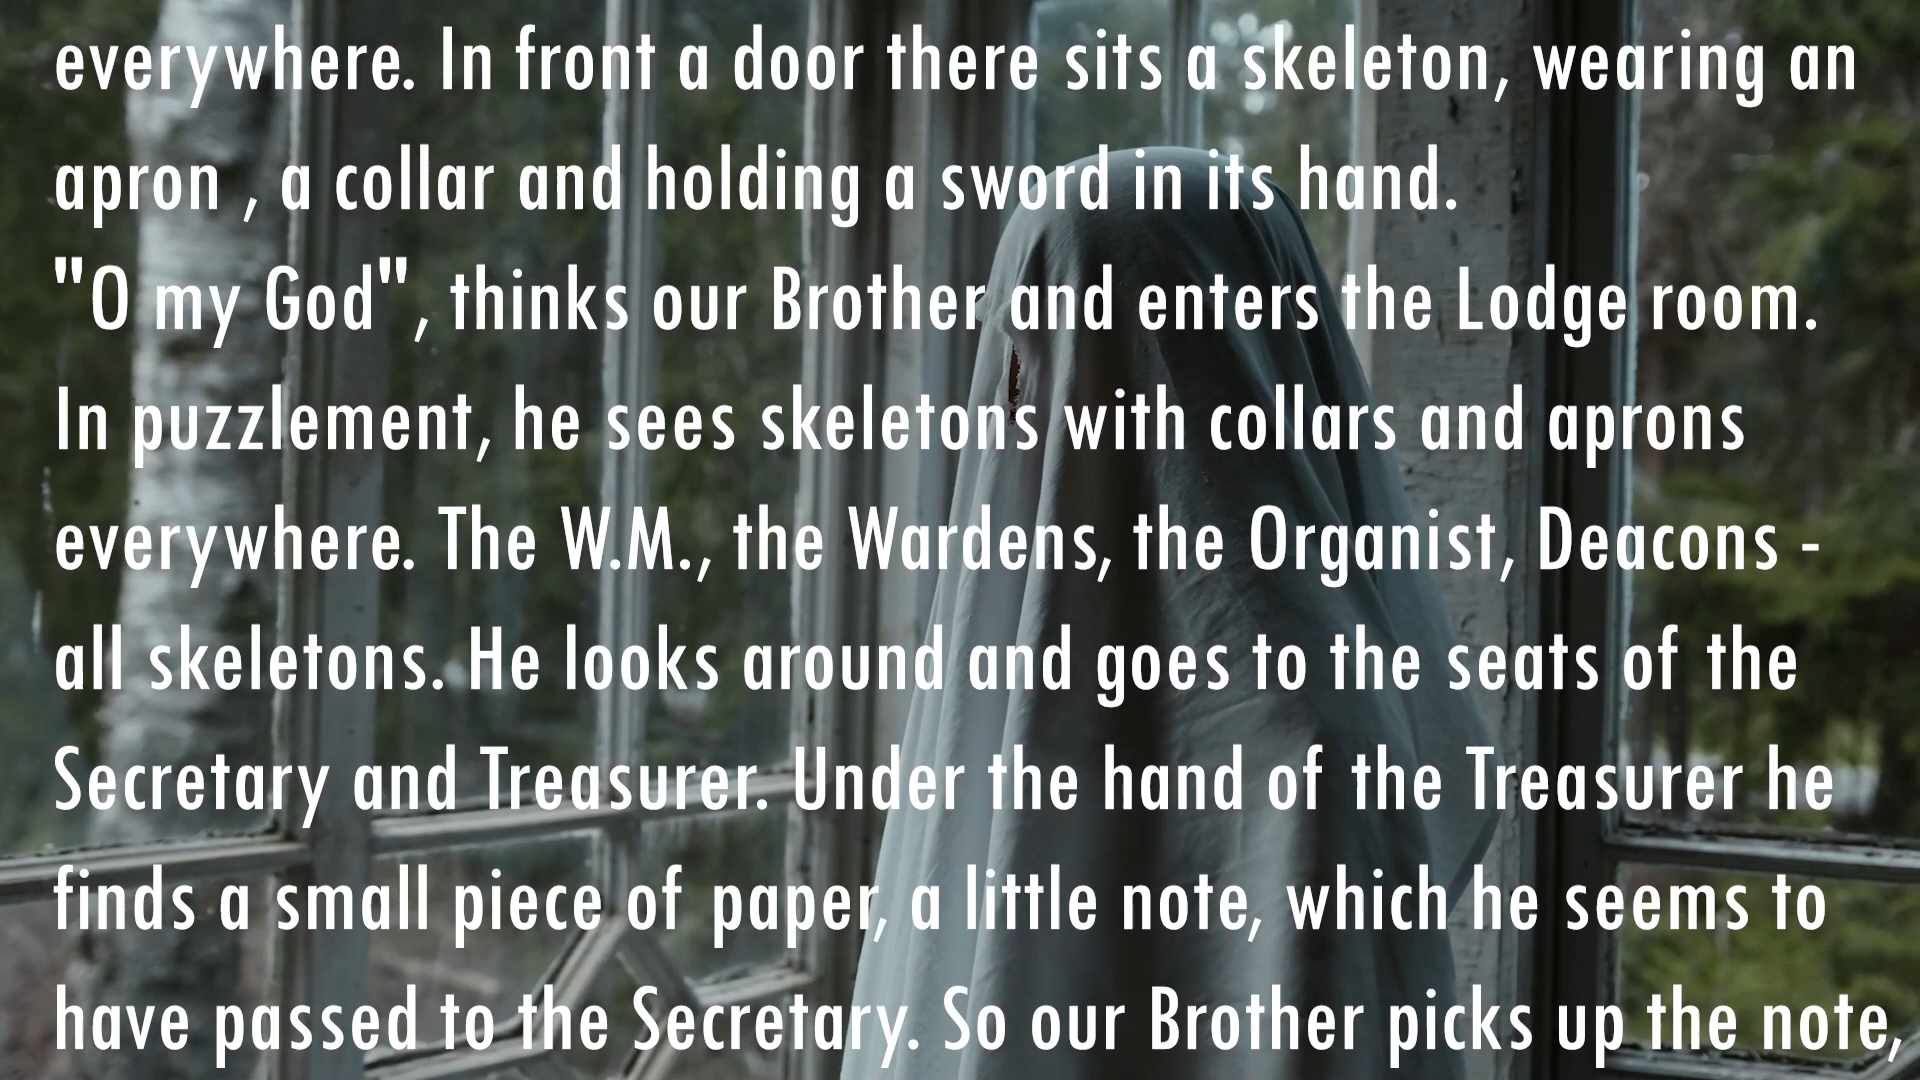 everywhere. In front a door there sits a skeleton, wearing an
apron , a collar and holding a sword in its hand.
"O my God", thinks our Brother and enters the Lodge room.
In puzzlement, he sees skeletons with collars and aprons
everywhere. The W.M., the Wardens, the Organist, Deacons -
all skeletons. He looks around and goes to the seats of the
Secretary and Treasurer. Under the hand of the Treasurer he
finds a small piece of paper, a little note, which he seems to
have passed to the Secretary. So our Brother picks up the note,